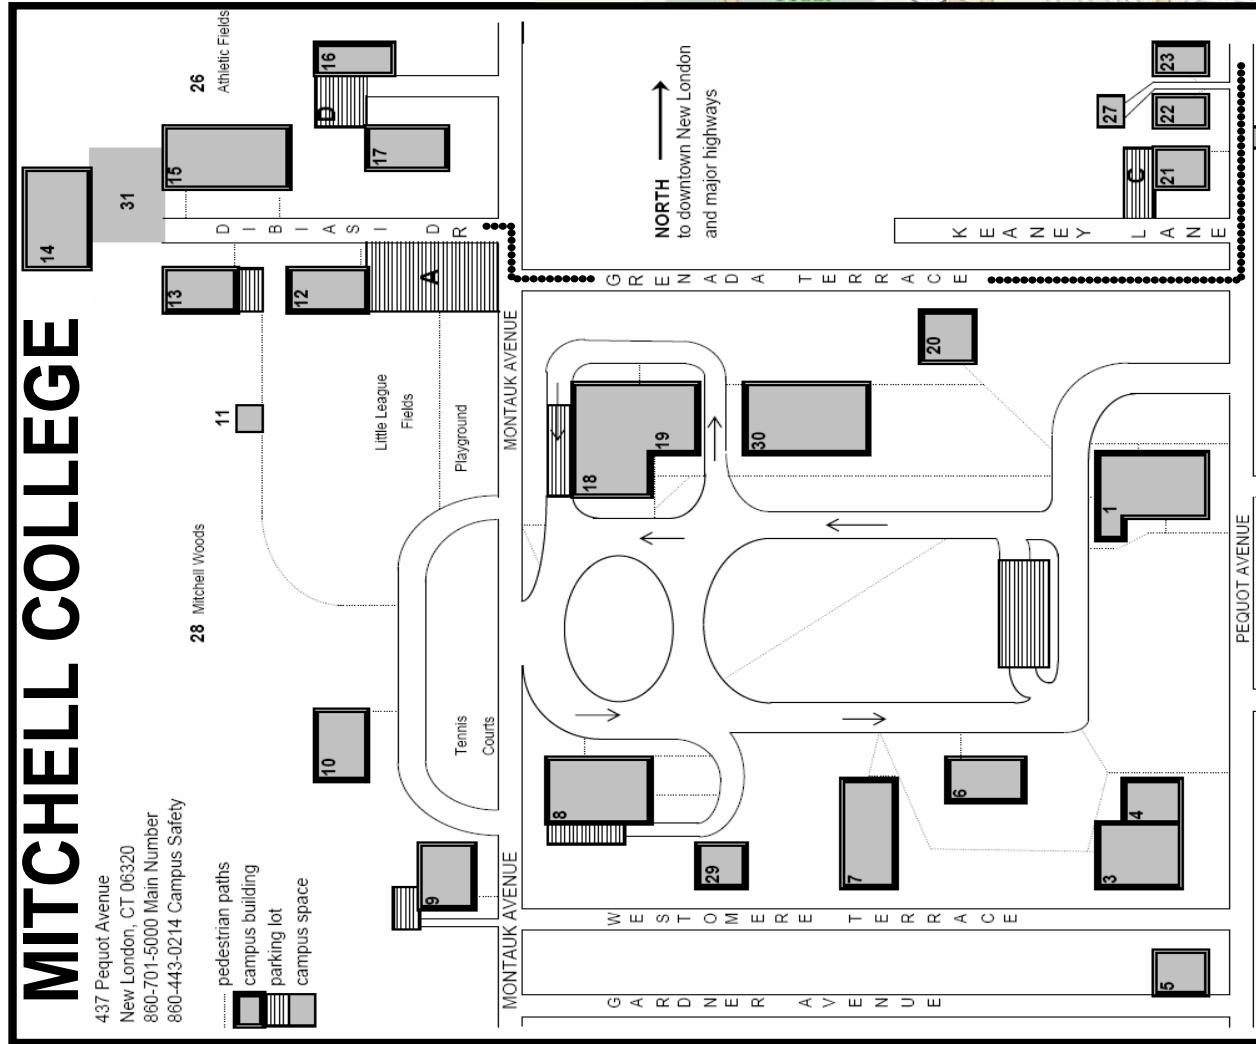 MITCHELL COLLEGE
437 Pequot Avenue
New London, CT 06320
860-701-5000 Main Number
860-443-0214 Campus Safety
pedestrian paths
campus building
parking lot
campus space
14
31
26
Athletic Fields
15
16
D
17
DIBIASI DR
13
12
A
11
28 Mitchell Woods
Little League
Fields
Playground
10
Tennis
Courts
9
MONTAUK AVENUE
MONTAUK AVENUE
NORTH
to downtown New London
and major highways
GRENADA TERRACE
KEANEY LANE
C
23
27
22
21
20
18
19
30
1
8
29
7
6
4
3
5
WESTOMERE TERRACE
GARDNER AVENUE
PEQUOT AVENUE